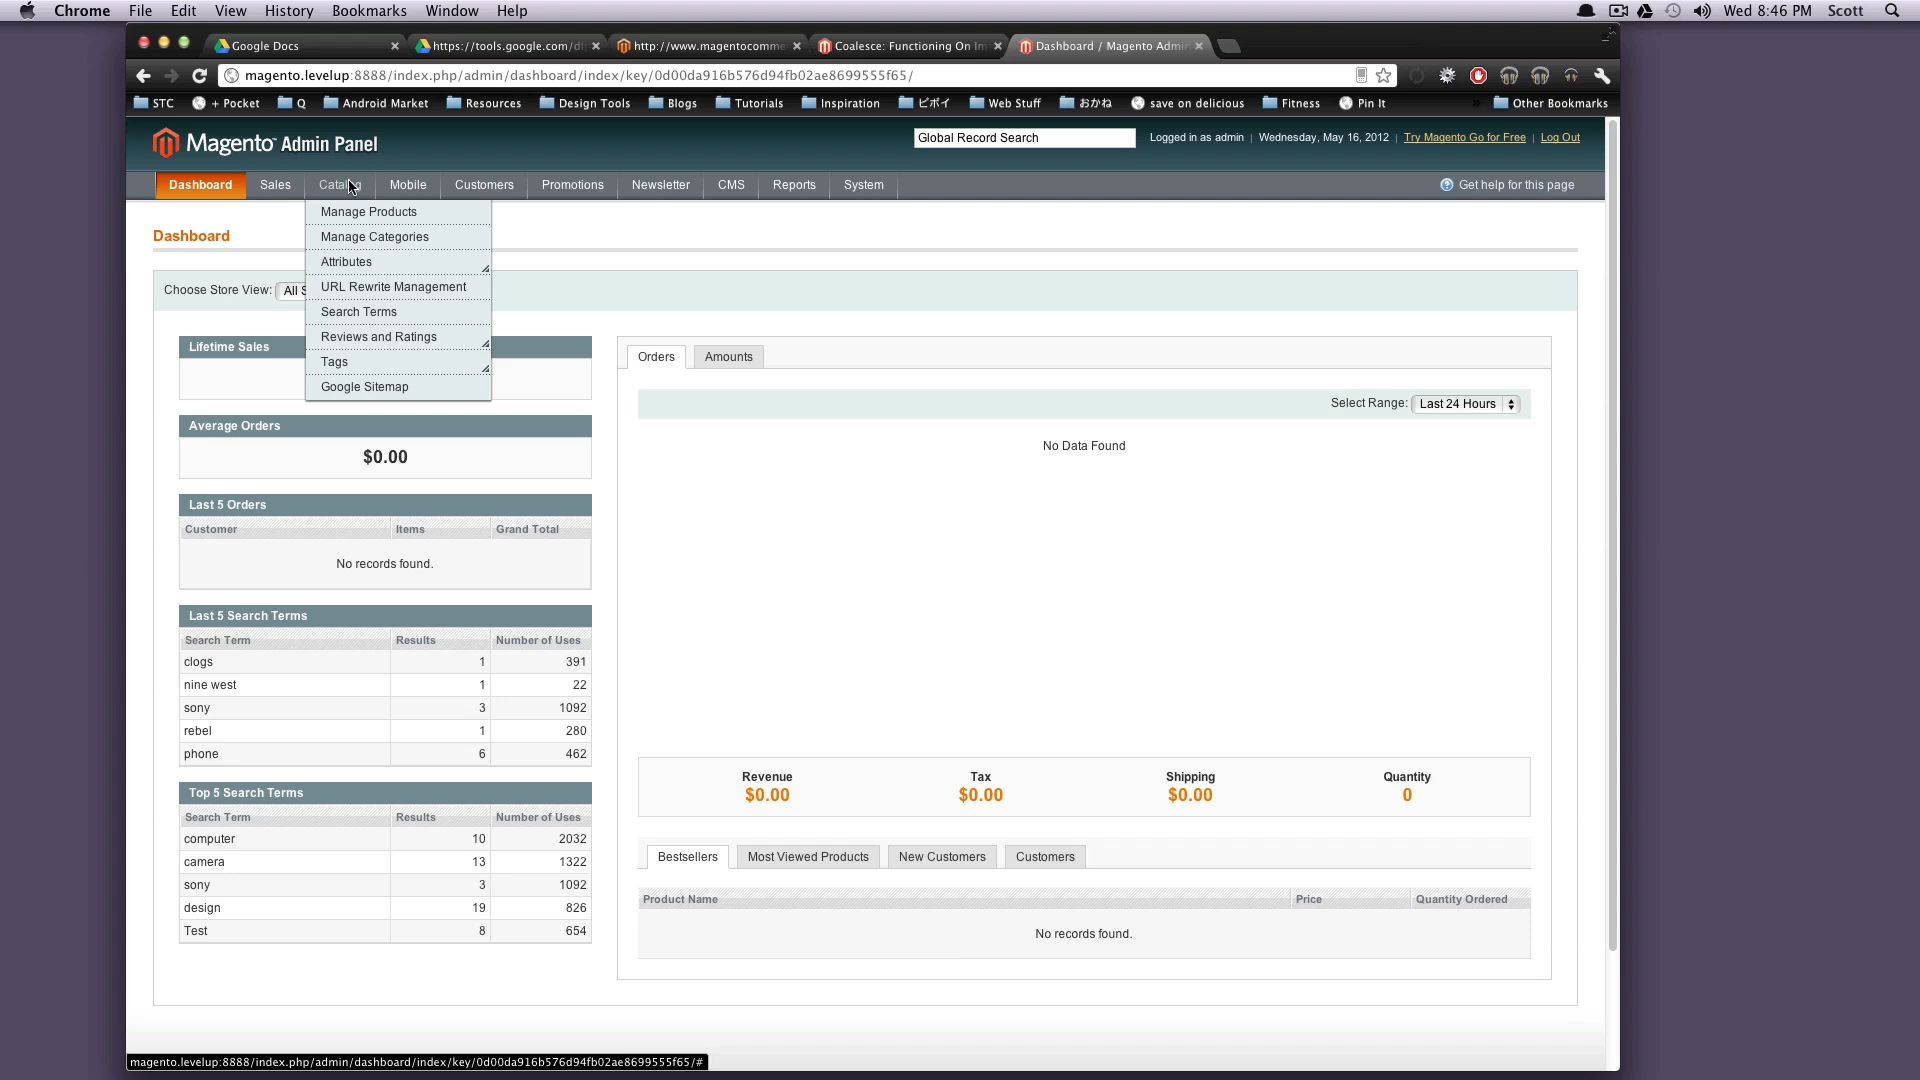 Chrome File Edit View History Bookmarks Window Help Wed 8:46 PM Scott
Google Docs https://tools.google.com/dl http://www.magentocomme Coalesce: Functioning On Im Dashboard / Magento Admin
magento.levelup:8888/index.php/admin/dashboard/index/key/0d00da916b576d94fb02ae8699555f65/
STC + Pocket Q Android Market Resources Design Tools Blogs Tutorials Inspiration ビボイ Web Stuff おかね save on delicious Fitness Pin It » Other Bookmarks
Magento Admin Panel Global Record Search Logged in as admin | Wednesday, May 16, 2012 | Try Magento Go for Free | Log Out
Dashboard Sales Catalog Mobile Customers Promotions Newsletter CMS Reports System Get help for this page
Manage Products
Manage Categories
Attributes
URL Rewrite Management
Search Terms
Reviews and Ratings
Tags
Google Sitemap
Dashboard
Choose Store View: All S
Lifetime Sales
Average Orders
$0.00
Last 5 Orders
Customer Items Grand Total
No records found.
Last 5 Search Terms
Search Term Results Number of Uses
clogs 1 391
nine west 1 22
sony 3 1092
rebel 1 280
phone 6 462
Top 5 Search Terms
Search Term Results Number of Uses
computer 10 2032
camera 13 1322
sony 3 1092
design 19 826
Test 8 654
Orders Amounts
Select Range: Last 24 Hours
No Data Found
Revenue Tax Shipping Quantity
$0.00 $0.00 $0.00 0
Bestsellers Most Viewed Products New Customers Customers
Product Name Price Quantity Ordered
No records found.
magento.levelup:8888/index.php/admin/dashboard/index/key/0d00da916b576d94fb02ae8699555f65/#